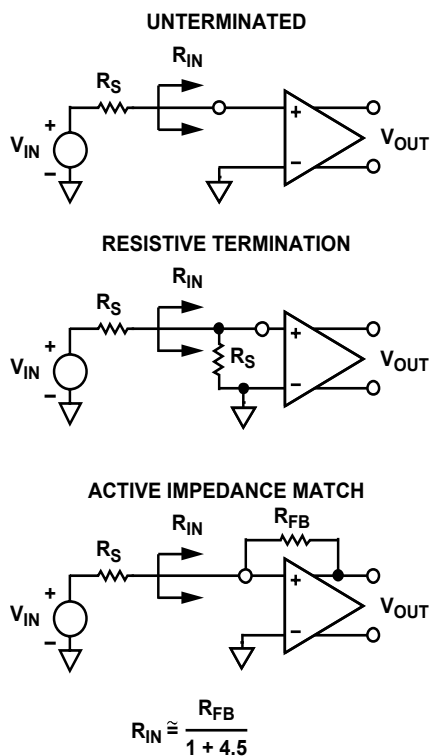 UNTERMINATED
R_IN
R_S
+
V_IN
−
+
−
V_OUT
RESISTIVE TERMINATION
R_IN
R_S
+
V_IN
−
R_S
+
−
V_OUT
ACTIVE IMPEDANCE MATCH
R_FB
R_IN
R_S
+
V_IN
−
+
−
V_OUT
R_IN ≅ R_FB / 1 + 4.5